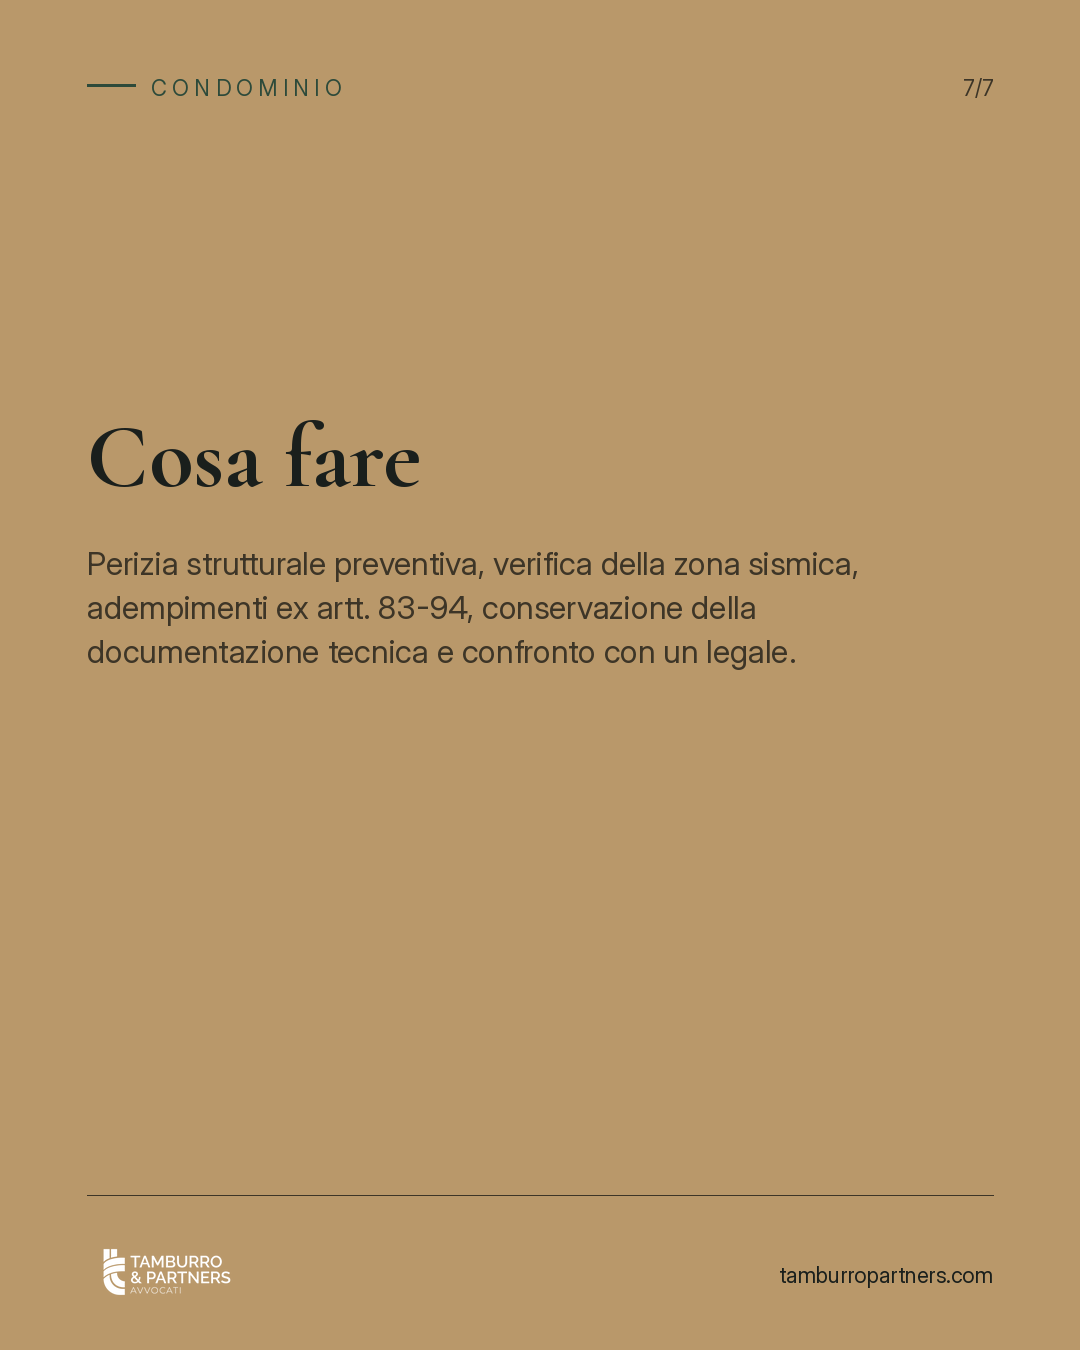 CONDOMINIO
7/7
Cosa fare
Perizia strutturale preventiva, verifica della zona sismica,
adempimenti ex artt. 83-94, conservazione della
documentazione tecnica e confronto con un legale.
TAMBURRO
& PARTNERS
AVVOCATI
tamburropartners.com